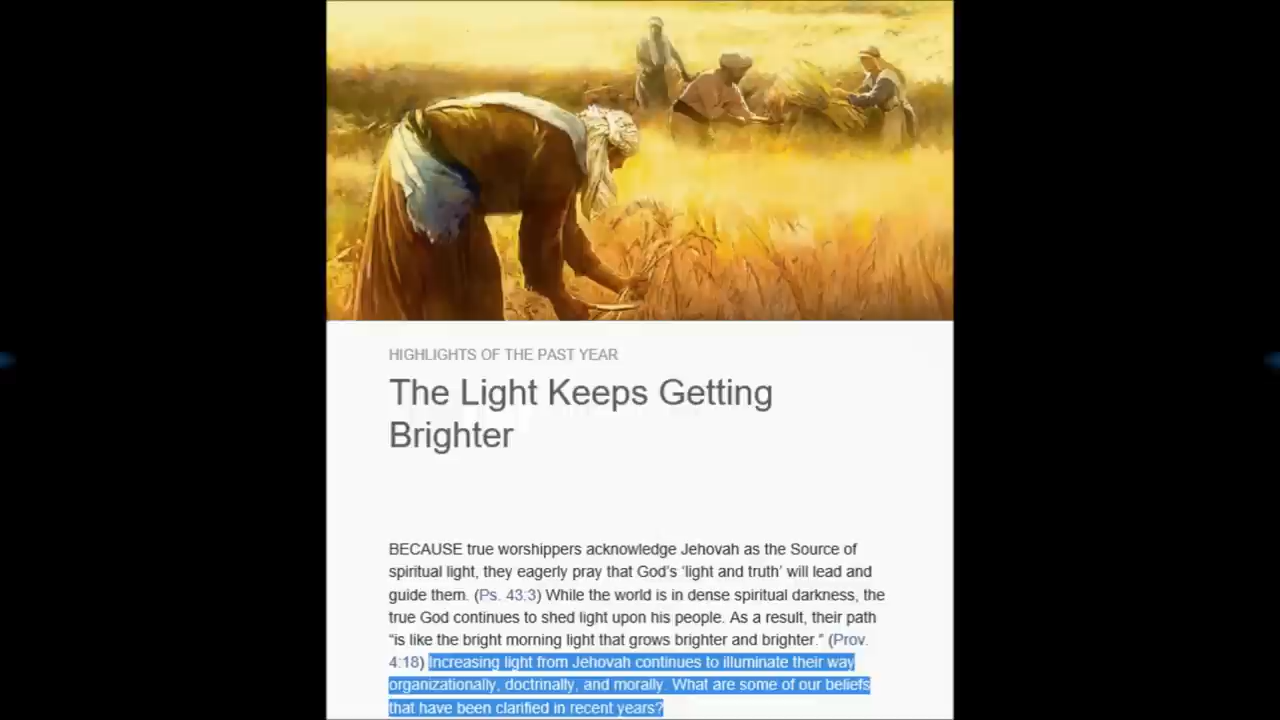 HIGHLIGHTS OF THE PAST YEAR
The Light Keeps Getting
Brighter
BECAUSE true worshippers acknowledge Jehovah as the Source of
spiritual light, they eagerly pray that God's 'light and truth' will lead and
guide them. (Ps. 43:3) While the world is in dense spiritual darkness, the
true God continues to shed light upon his people. As a result, their path
“is like the bright morning light that grows brighter and brighter.” (Prov.
4:18) Increasing light from Jehovah continues to illuminate their way
organizationally, doctrinally, and morally. What are some of our beliefs
that have been clarified in recent years?